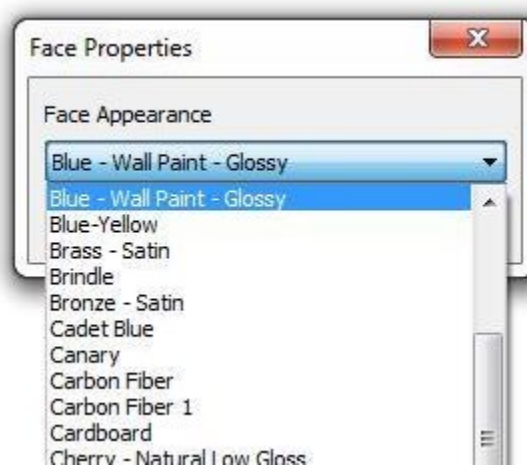 Face Properties
Face Appearance
Blue - Wall Paint - Glossy
Blue - Wall Paint - Glossy
Blue-Yellow
Brass - Satin
Brindle
Bronze - Satin
Cadet Blue
Canary
Carbon Fiber
Carbon Fiber 1
Cardboard
Cherry - Natural Low Gloss